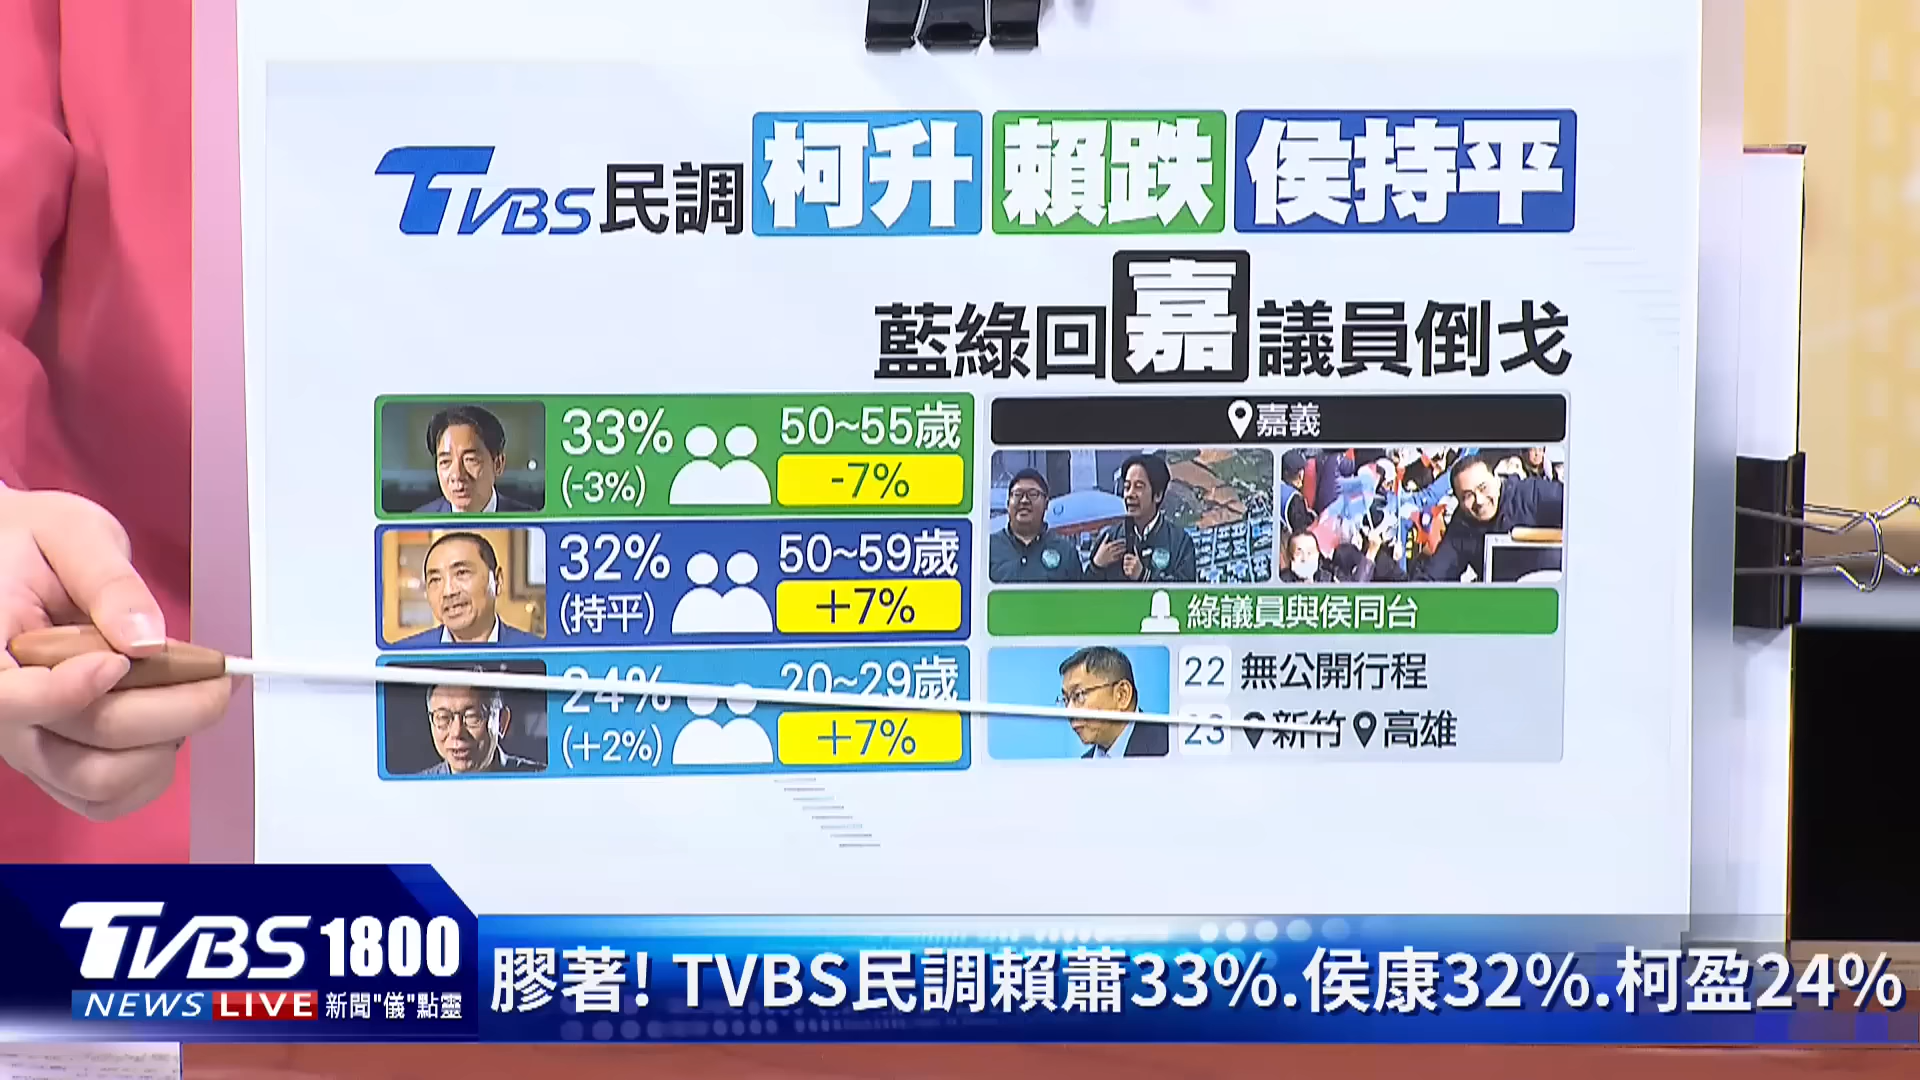 TVBS民調 柯升 賴跌 侯持平
藍綠回嘉議員倒戈
33%
(-3%)
50~55歲
-7%
32%
(持平)
50~59歲
+7%
24%
(+2%)
20~29歲
+7%
嘉義
綠議員與侯同台
22 無公開行程
23 新竹 高雄
TVBS 1800
NEWS LIVE 新聞"儀"點靈
膠著! TVBS民調賴蕭33%.侯康32%.柯盈24%